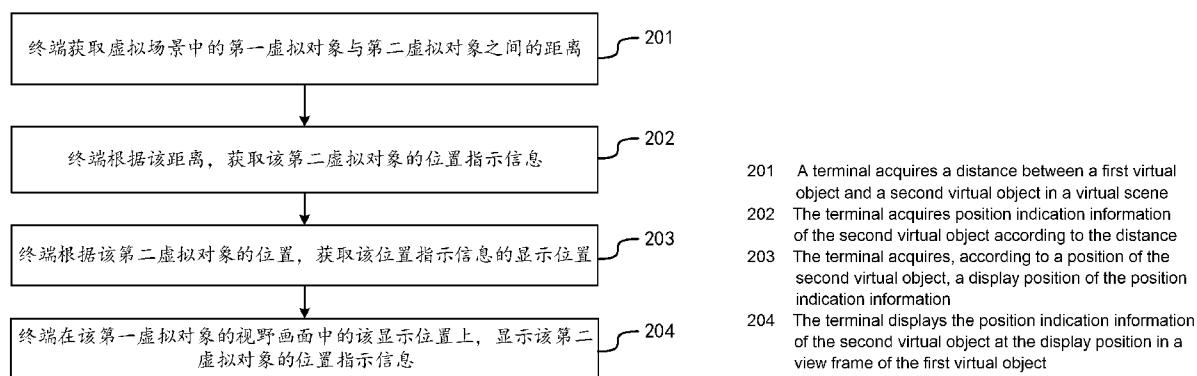 终端获取虚拟场景中的第一虚拟对象与第二虚拟对象之间的距离
201
终端根据该距离，获取该第二虚拟对象的位置指示信息
202
终端根据该第二虚拟对象的位置，获取该位置指示信息的显示位置
203
终端在该第一虚拟对象的视野画面中的该显示位置上，显示该第二
虚拟对象的位置指示信息
204
201 A terminal acquires a distance between a first virtual
object and a second virtual object in a virtual scene
202 The terminal acquires position indication information
of the second virtual object according to the distance
203 The terminal acquires, according to a position of the
second virtual object, a display position of the position
indication information
204 The terminal displays the position indication information
of the second virtual object at the display position in a
view frame of the first virtual object